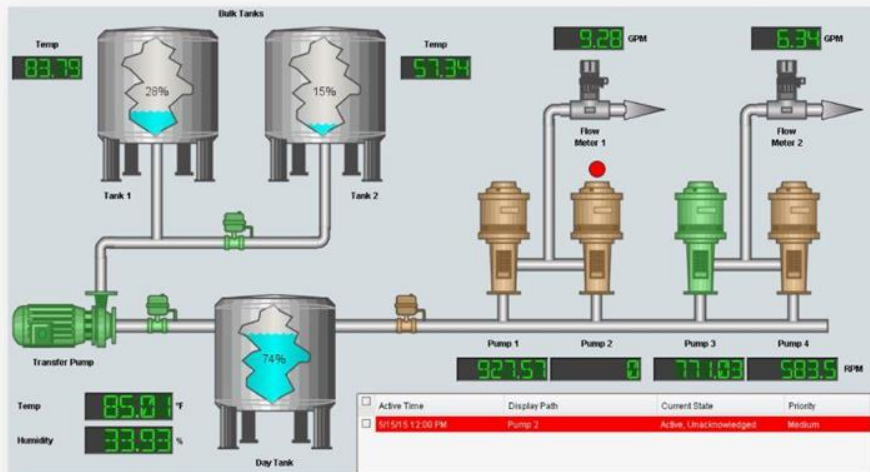 Bulk Tanks
Temp
83.79
28%
Tank 1
15%
Tank 2
Temp
57.34
9.28 GPM
Flow
Meter 1
6.34 GPM
Flow
Meter 2
Transfer Pump
74%
Day Tank
Pump 1
Pump 2
Pump 3
Pump 4
927.57
0
771.03
583.5 RPM
Temp 85.01 °F
Humidity 33.93 %
Active Time Display Path Current State Priority
5/15/15 12:00 PM Pump 2 Active, Unacknowledged Medium